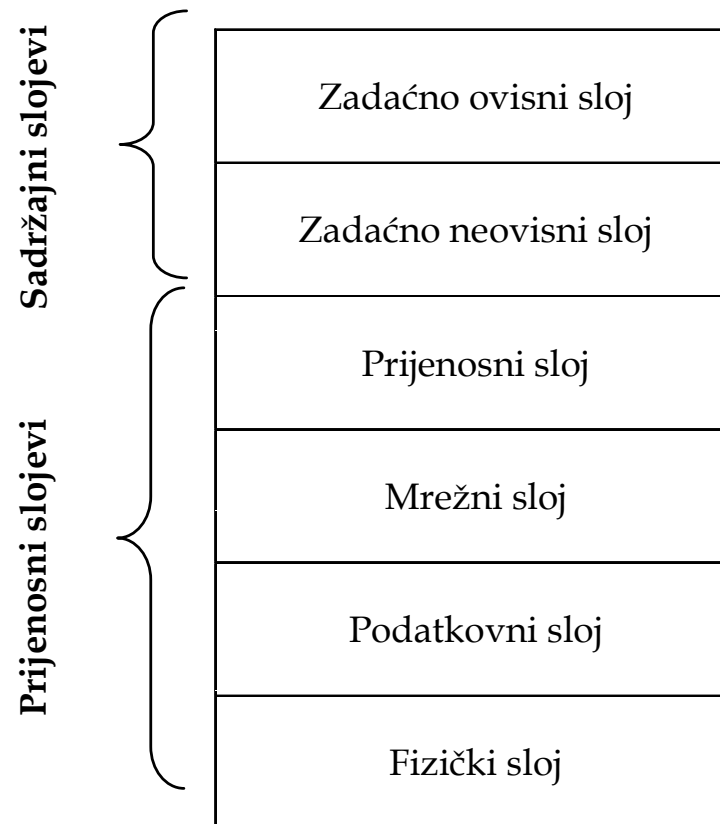 Sadržajni slojevi
Zadaćno ovisni sloj
Zadaćno neovisni sloj
Prijenosni slojevi
Prijenosni sloj
Mrežni sloj
Podatkovni sloj
Fizički sloj